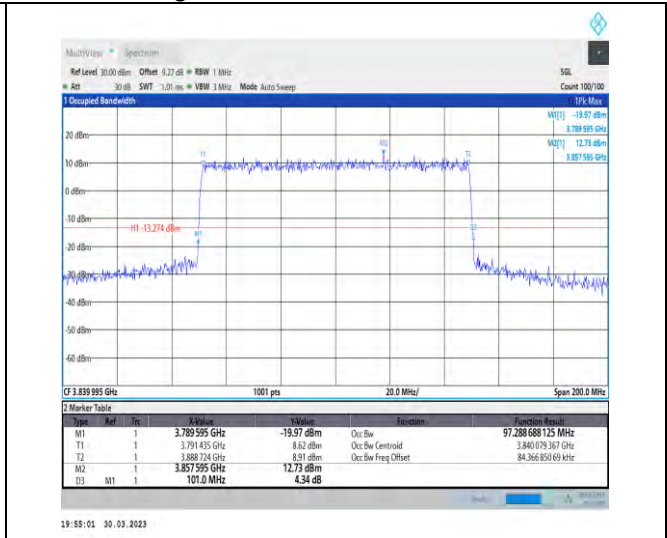 MultiView Spectrum
Ref Level 30.00 dBm Offset 9.27 dB RBW 1 MHz SGL
Att 30 dB SWT 1.01 ms VBW 3 MHz Mode Auto Sweep Count 100/100
1 Occupied Bandwidth 1Pk Max
M1[1] -19.97 dBm
3.789 595 GHz
M2[1] 12.73 dBm
3.857 595 GHz
20 dBm
M2
T1 T2
10 dBm
0 dBm
-10 dBm
H1 -13.274 dBm
M1 D3
-20 dBm
-30 dBm
-40 dBm
-50 dBm
-60 dBm
CF 3.839 995 GHz 1001 pts 20.0 MHz/ Span 200.0 MHz
2 Marker Table
Type Ref Trc X-Value Y-Value Function Function Result
M1 1 3.789 595 GHz -19.97 dBm Occ Bw 97.288 688 125 MHz
T1 1 3.791 435 GHz 8.62 dBm Occ Bw Centroid 3.840 079 367 GHz
T2 1 3.888 724 GHz 8.91 dBm Occ Bw Freq Offset 84.366 850 69 kHz
M2 1 3.857 595 GHz 12.73 dBm
D3 M1 1 101.0 MHz 4.34 dB
19:55:01 30.03.2023